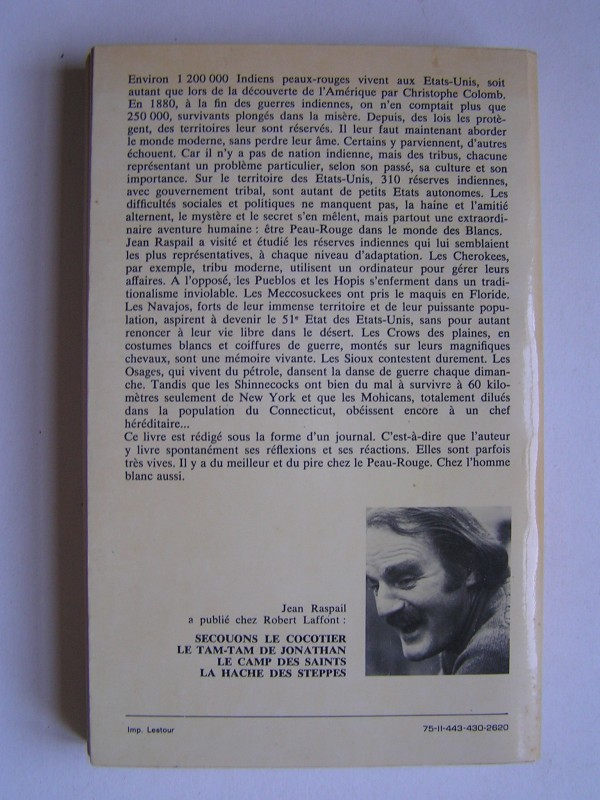 Environ 1 200 000 Indiens peaux-rouges vivent aux Etats-Unis, soit
autant que lors de la découverte de l'Amérique par Christophe Colomb.
En 1880, à la fin des guerres indiennes, on n'en comptait plus que
250 000, survivants plongés dans la misère. Depuis, des lois les protè-
gent, des territoires leur sont réservés. Il leur faut maintenant aborder
le monde moderne, sans perdre leur âme. Certains y parviennent, d'autres
échouent. Car il n'y a pas de nation indienne, mais des tribus, chacune
représentant un problème particulier, selon son passé, sa culture et son
importance. Sur le territoire des Etats-Unis, 310 réserves indiennes,
avec gouvernement tribal, sont autant de petits Etats autonomes. Les
difficultés sociales et politiques ne manquent pas, la haine et l'amitié
alternent, le mystère et le secret s'en mêlent, mais partout une extraordi-
naire aventure humaine : être Peau-Rouge dans le monde des Blancs.
Jean Raspail a visité et étudié les réserves indiennes qui lui semblaient
les plus représentatives, à chaque niveau d'adaptation. Les Cherokees,
par exemple, tribu moderne, utilisent un ordinateur pour gérer leurs
affaires. A l'opposé, les Pueblos et les Hopis s'enferment dans un tradi-
tionalisme inviolable. Les Meccosuckees ont pris le maquis en Floride.
Les Navajos, forts de leur immense territoire et de leur puissante popu-
lation, aspirent à devenir le 51e Etat des Etats-Unis, sans pour autant
renoncer à leur vie libre dans le désert. Les Crows des plaines, en
costumes blancs et coiffures de guerre, montés sur leurs magnifiques
chevaux, sont une mémoire vivante. Les Sioux contestent durement. Les
Osages, qui vivent du pétrole, dansent la danse de guerre chaque diman-
che. Tandis que les Shinnecocks ont bien du mal à survivre à 60 kilo-
mètres seulement de New York et que les Mohicans, totalement dilués
dans la population du Connecticut, obéissent encore à un chef
héréditaire...
Ce livre est rédigé sous la forme d'un journal. C'est-à-dire que l'auteur
y livre spontanément ses réflexions et ses réactions. Elles sont parfois
très vives. Il y a du meilleur et du pire chez le Peau-Rouge. Chez l'homme
blanc aussi.
Jean Raspail
a publié chez Robert Laffont :
SECOUONS LE COCOTIER
LE TAM-TAM DE JONATHAN
LE CAMP DES SAINTS
LA HACHE DES STEPPES
Imp. Lestour
75-II-443-430-2620